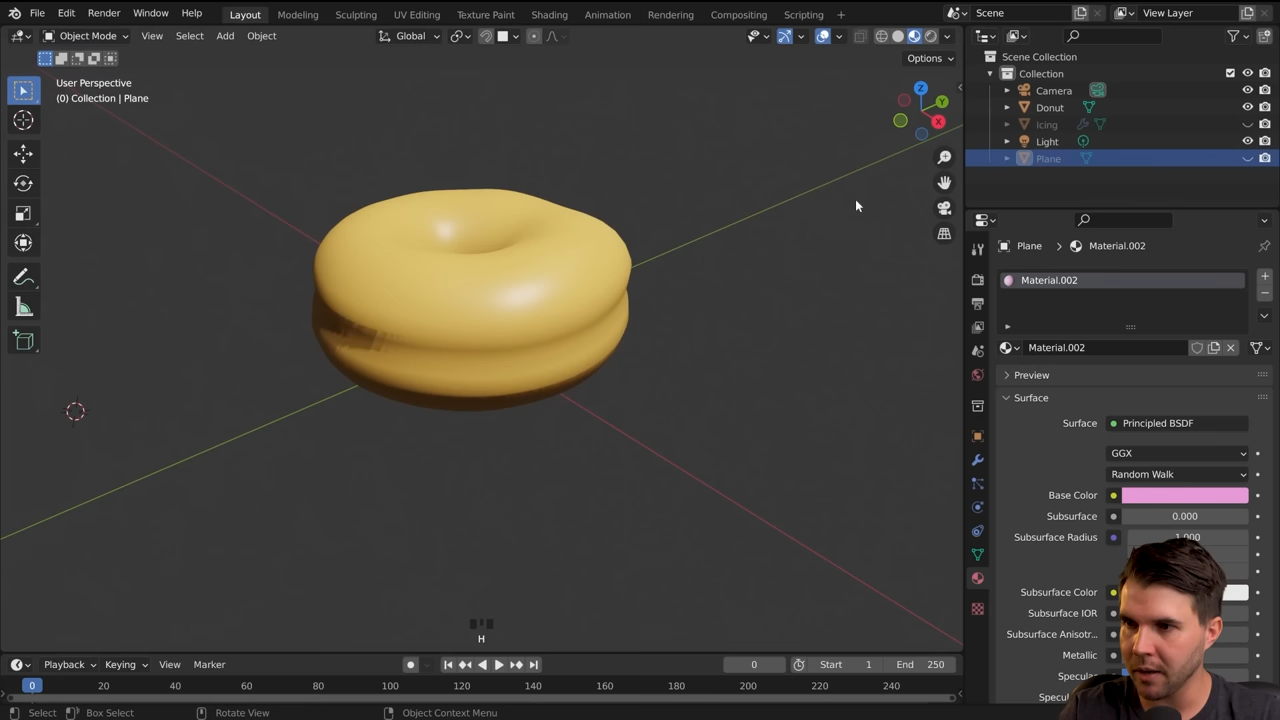 File Edit Render Window Help Layout Modeling Sculpting UV Editing Texture Paint Shading Animation Rendering Compositing Scripting + Scene View Layer
Object Mode View Select Add Object Global
Options
User Perspective
(0) Collection | Plane
Z
Y
X
H
Scene Collection
Collection
Camera
Donut
Icing
Light
Plane
Plane > Material.002
Material.002
Material.002
Preview
Surface
Surface Principled BSDF
GGX
Random Walk
Base Color
Subsurface 0.000
Subsurface Radius 1.000
Subsurface Color
Subsurface IOR
Subsurface Anisotr...
Metallic
Playback Keying View Marker 0 Start 1 End 250
0 20 40 60 80 100 120 140 160 180 200 220 240
Select Box Select Rotate View Object Context Menu